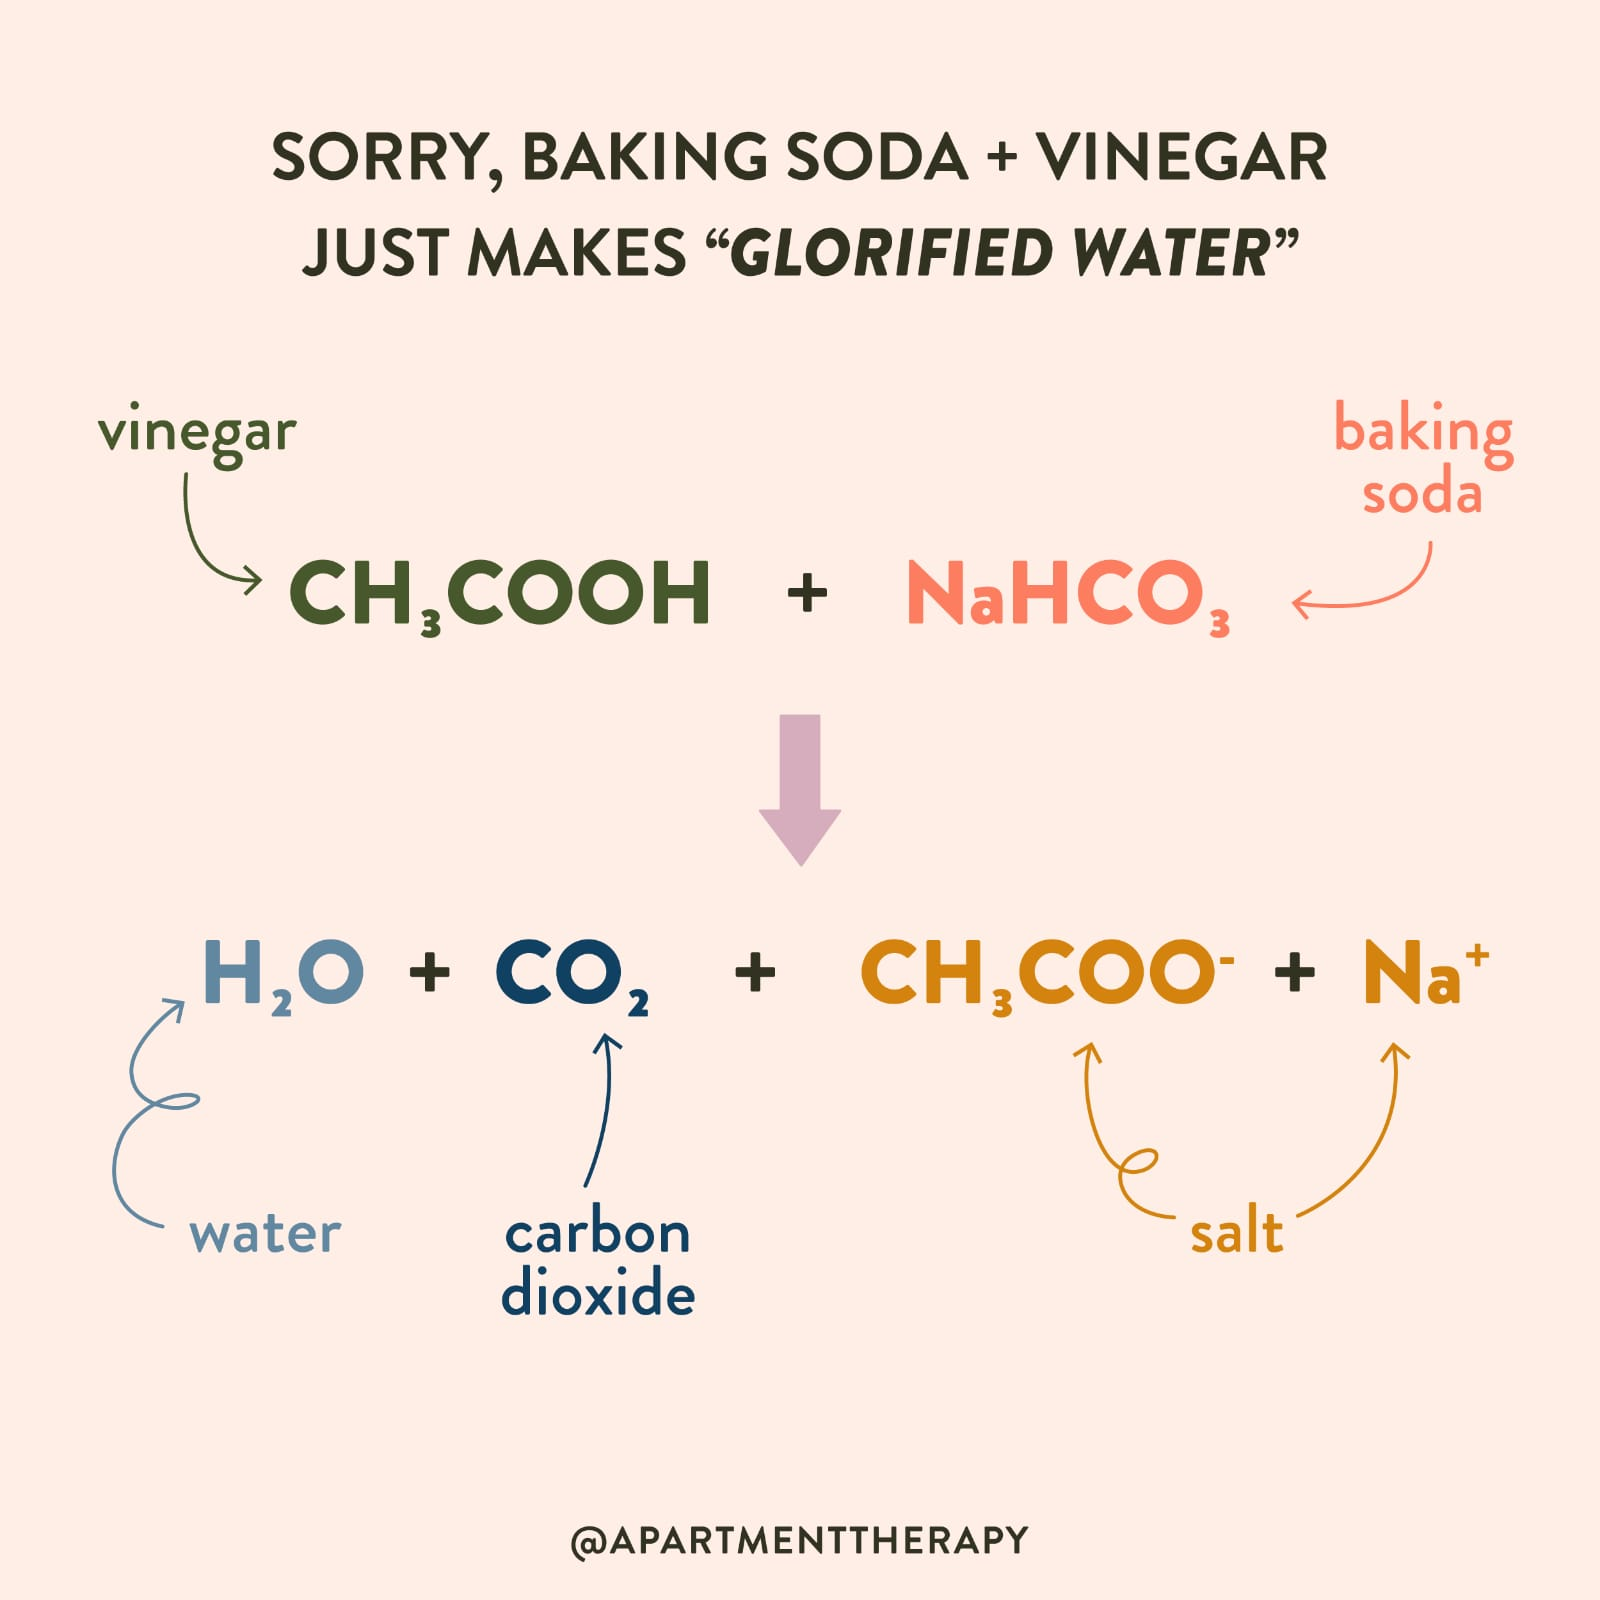 SORRY, BAKING SODA + VINEGAR
JUST MAKES “GLORIFIED WATER”
vinegar
baking
soda
CH₃COOH + NaHCO₃
H₂O + CO₂ + CH₃COO⁻ + Na⁺
water
carbon
dioxide
salt
@APARTMENTTHERAPY